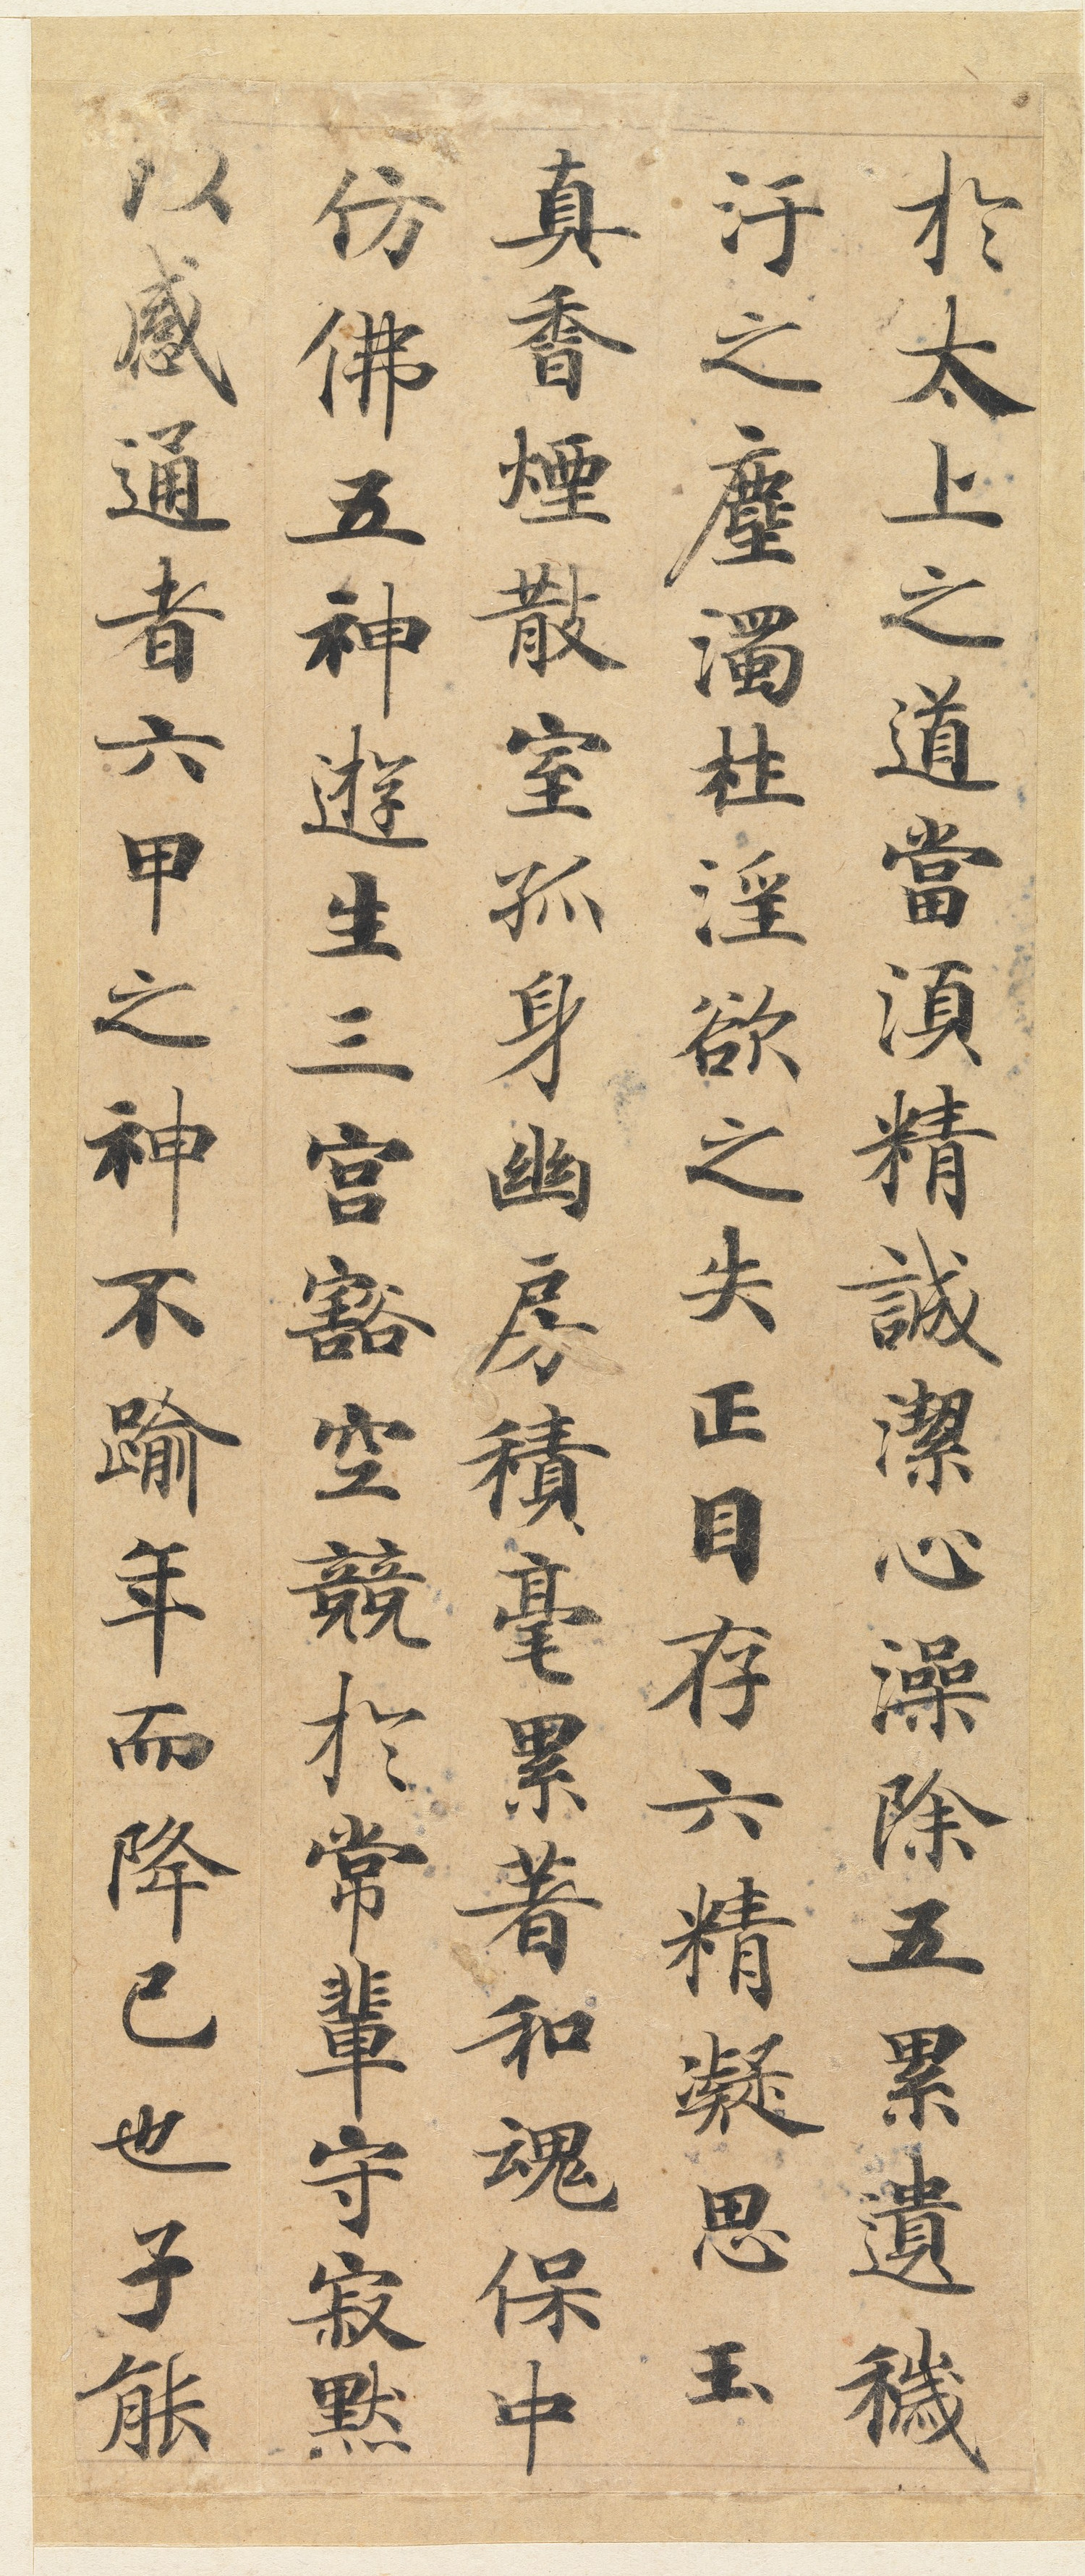 於太上之道當湏精誠潔心澡除五累遺穢
汙之塵濁杜淫欲之失正目存六精凝思玉
真香煙散室孤身幽房積毫累著和魂保中
仿佛五神遊生三宫豁空競於常輩守寂默
以感通者六甲之神不踰年而降已也子能